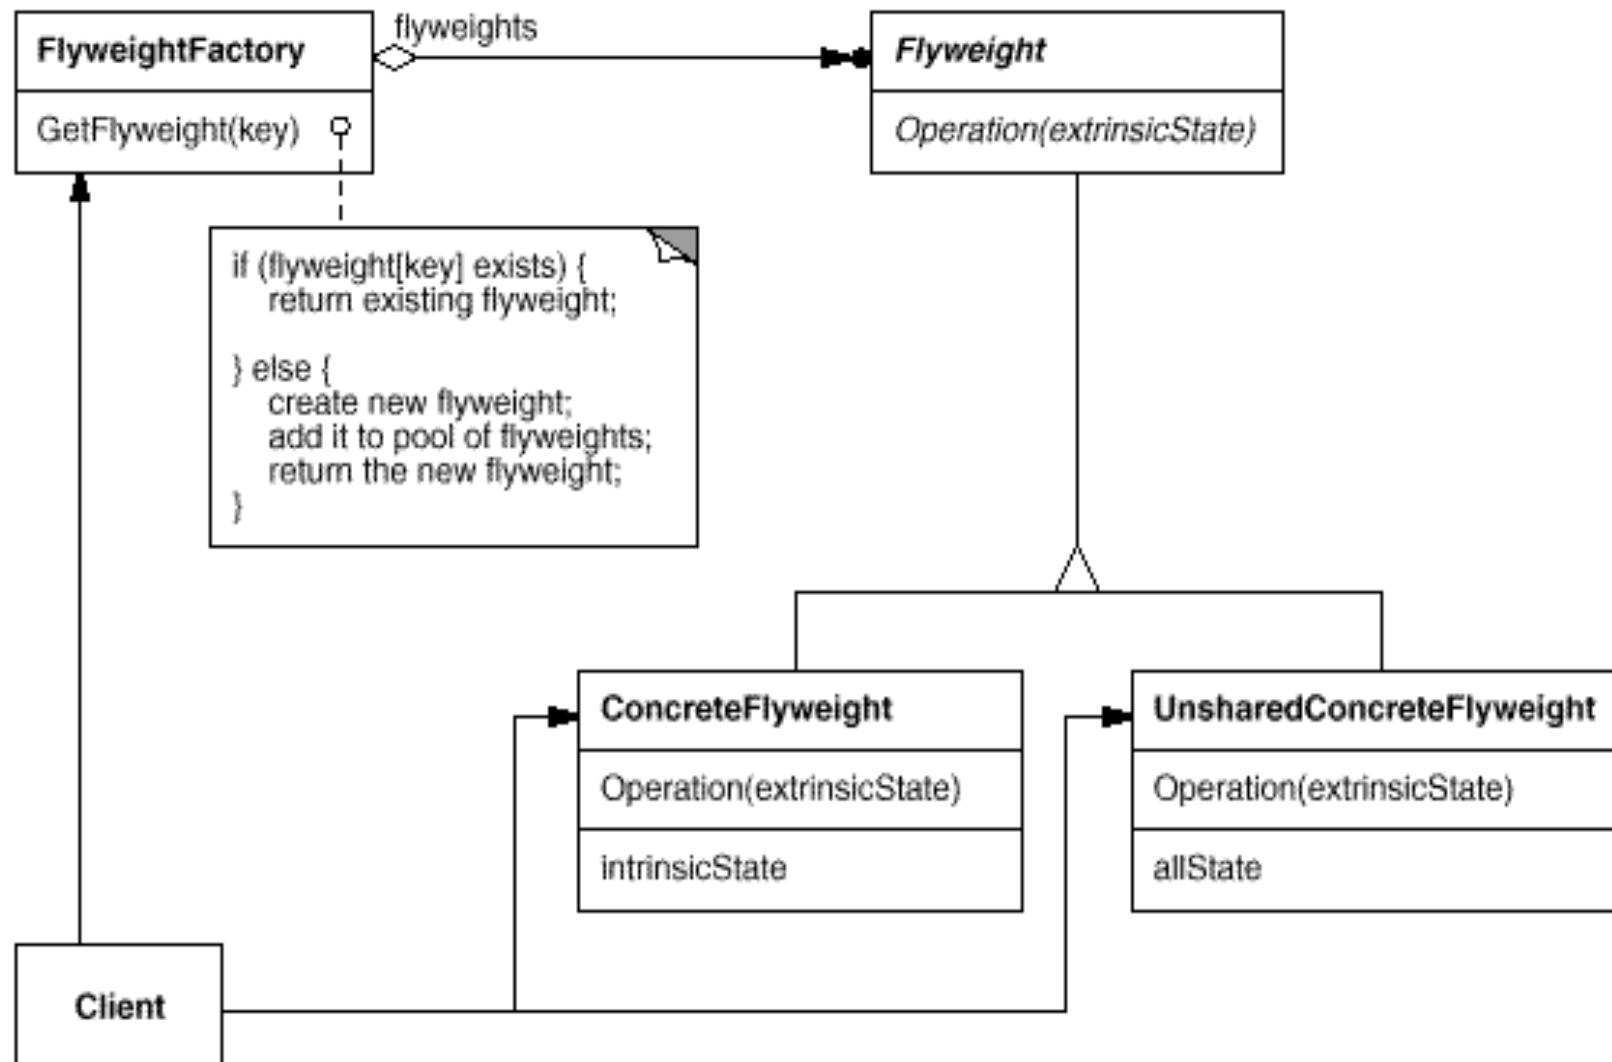 flyweights
FlyweightFactory
Flyweight
GetFlyweight(key)
Operation(extrinsicState)
if (flyweight[key] exists) {
return existing flyweight;
} else {
create new flyweight;
add it to pool of flyweights;
return the new flyweight;
}
ConcreteFlyweight
Operation(extrinsicState)
intrinsicState
UnsharedConcreteFlyweight
Operation(extrinsicState)
allState
Client